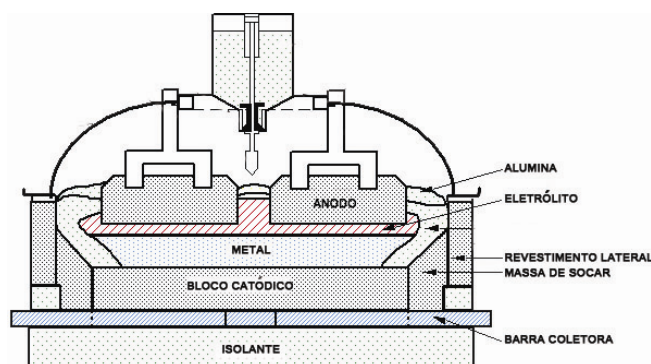 ALUMINA
ANODO
ELETRÓLITO
METAL
REVESTIMENTO LATERAL
MASSA DE SOCAR
BLOCO CATÓDICO
BARRA COLETORA
ISOLANTE